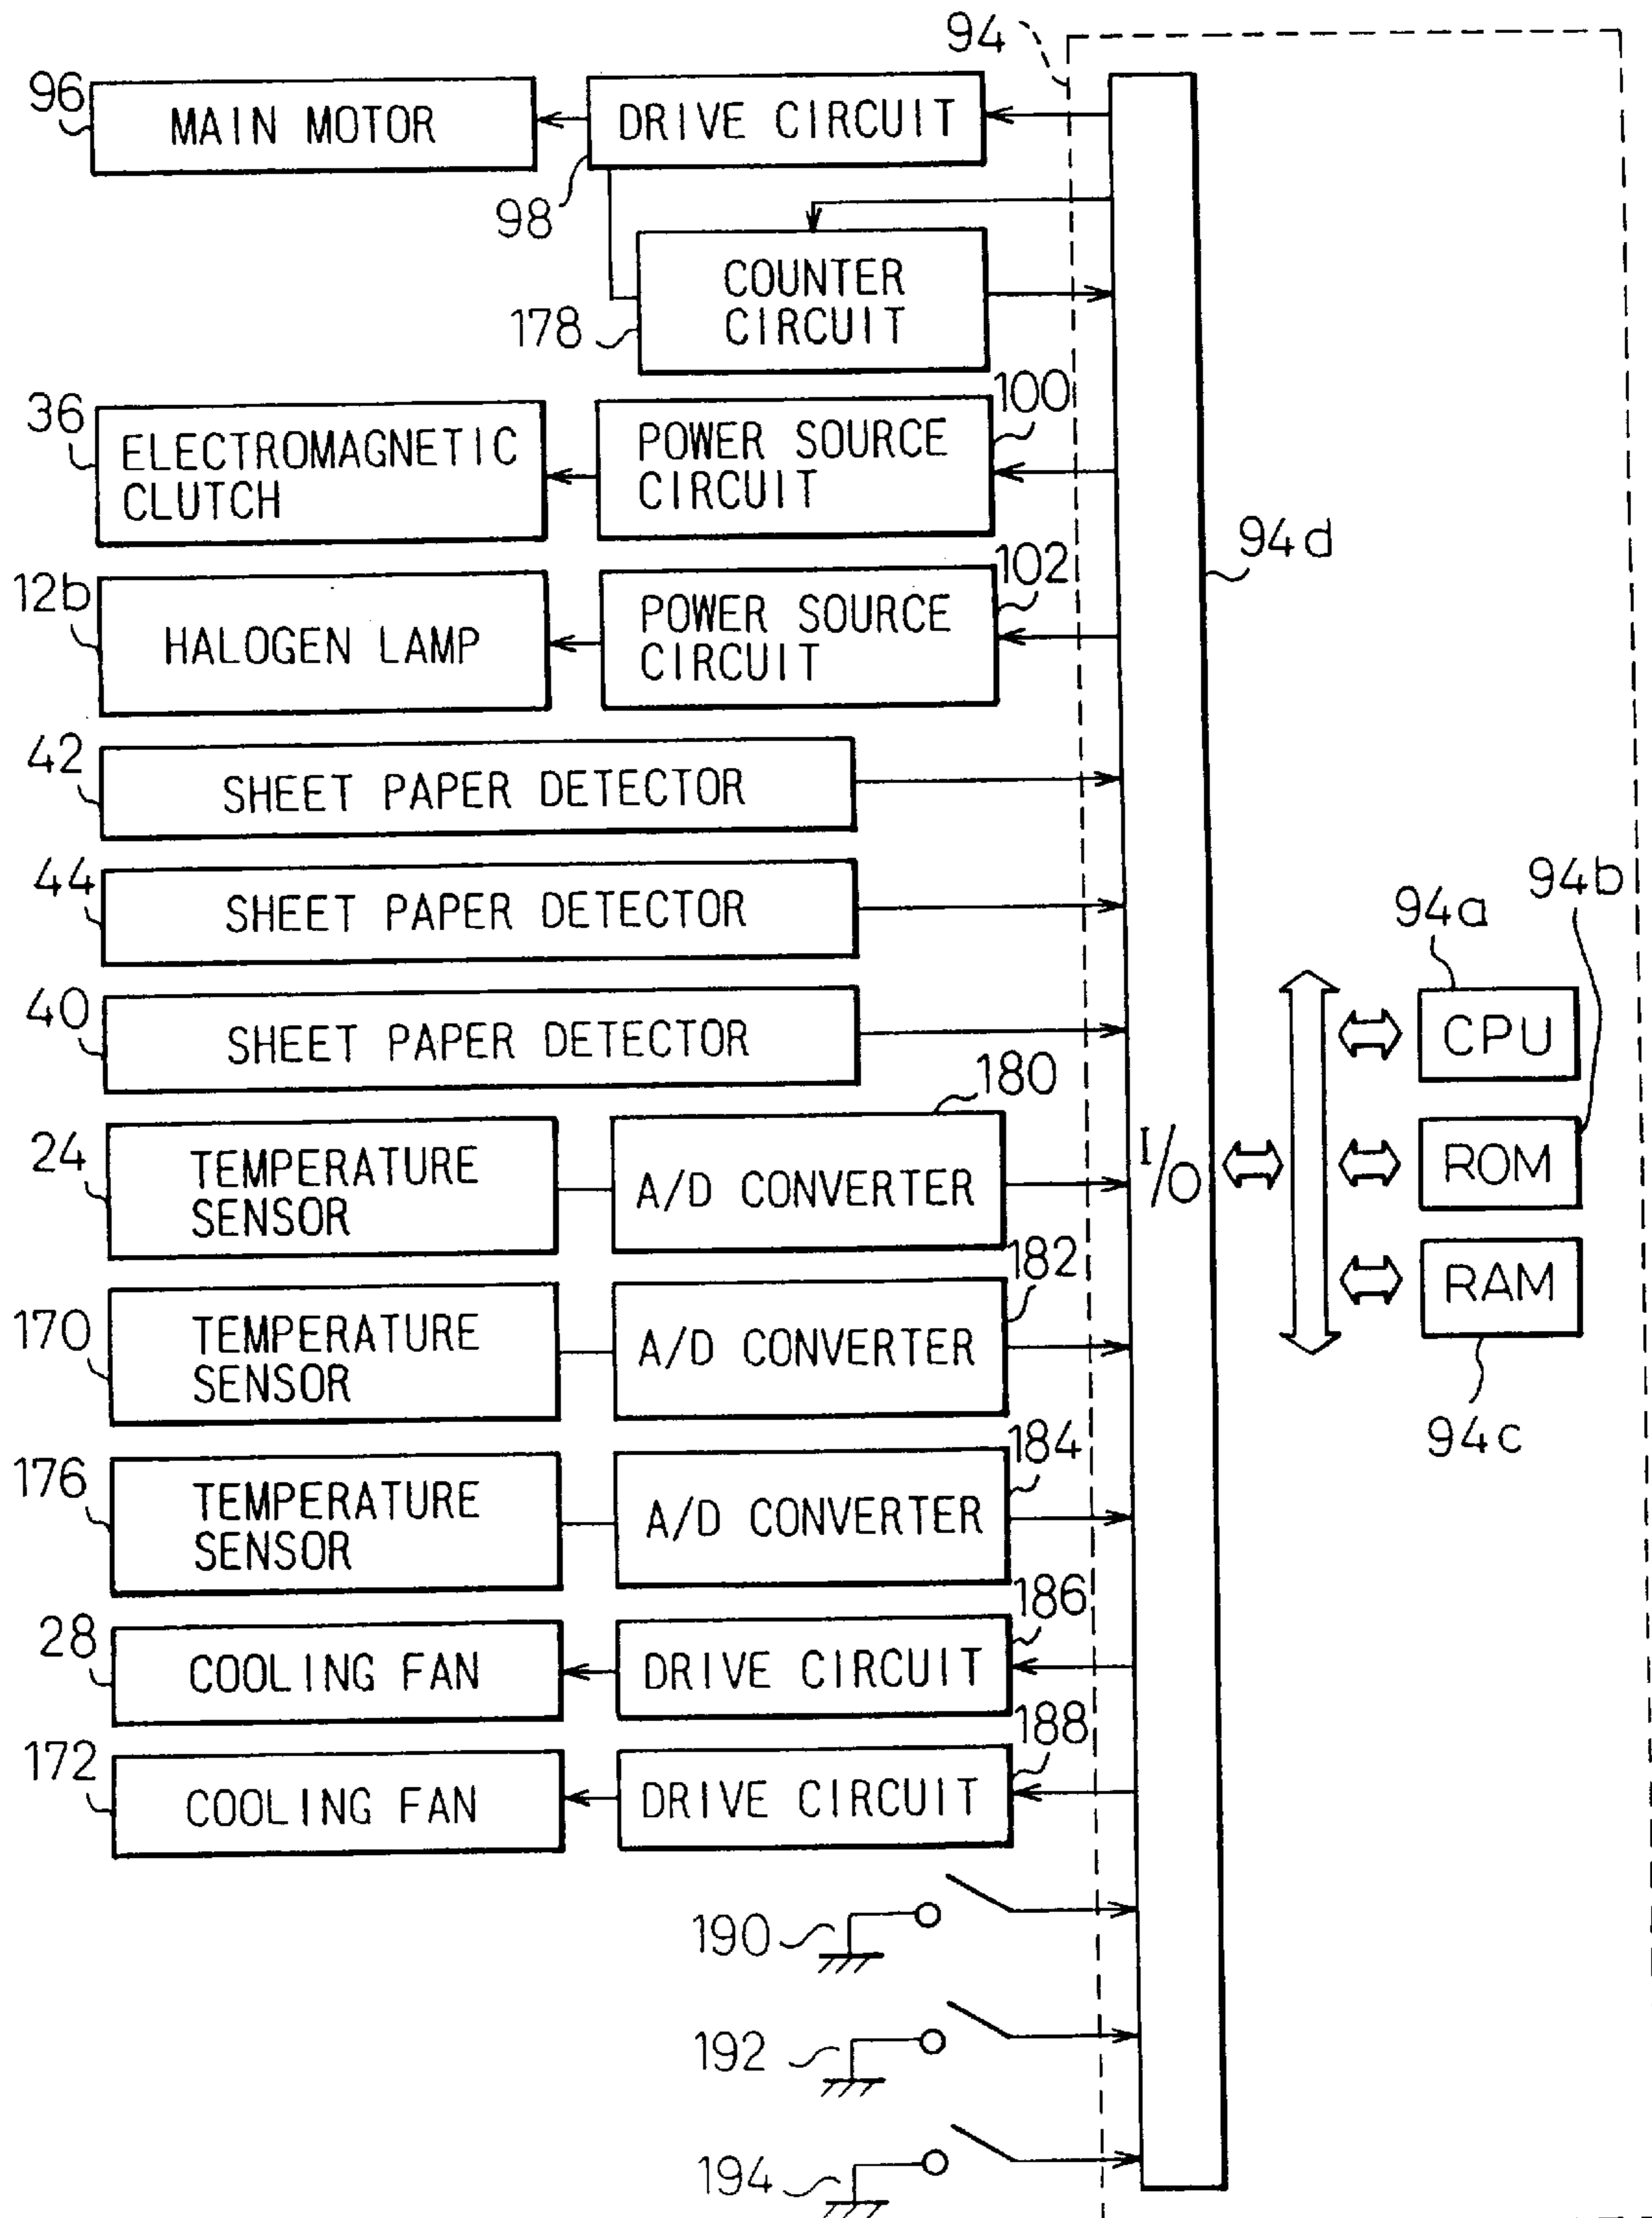 94
96
MAIN MOTOR
DRIVE CIRCUIT
98
COUNTER
CIRCUIT
178
36
ELECTROMAGNETIC
CLUTCH
POWER SOURCE
CIRCUIT
100
94d
12b
HALOGEN LAMP
POWER SOURCE
CIRCUIT
102
42
SHEET PAPER DETECTOR
44
SHEET PAPER DETECTOR
40
SHEET PAPER DETECTOR
94a
94b
CPU
ROM
RAM
94c
I/O
24
TEMPERATURE
SENSOR
A/D CONVERTER
180
170
TEMPERATURE
SENSOR
A/D CONVERTER
182
176
TEMPERATURE
SENSOR
A/D CONVERTER
184
28
COOLING FAN
DRIVE CIRCUIT
186
172
COOLING FAN
DRIVE CIRCUIT
188
190
192
194